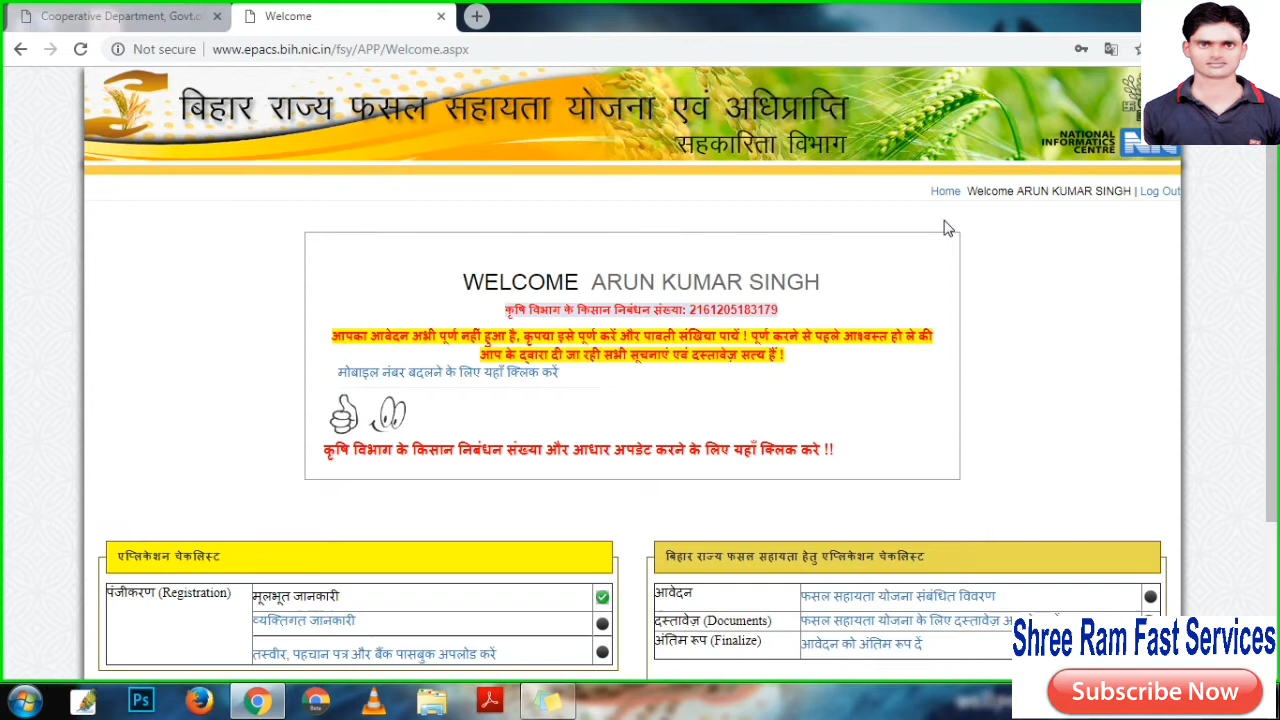 Cooperative Department, Govt.of
Welcome
Not secure
www.epacs.bih.nic.in/fsy/APP/Welcome.aspx
बिहार राज्य फसल सहायता योजना एवं अधिप्राप्ति
सहकारिता विभाग
NATIONAL
INFORMATICS
CENTRE
NIC
Home Welcome ARUN KUMAR SINGH | Log Out
WELCOME ARUN KUMAR SINGH
कृषि विभाग के किसान निबंधन संख्या: 2161205183179
आपका आवेदन अभी पूर्ण नहीं हुआ है, कृपया इसे पूर्ण करें और पावती संखिया पायें ! पूर्ण करने से पहले आश्वस्त हो ले की
आप के द्बारा दी जा रही सभी सूचनाएं एवं दस्तावेज़ सत्य हैं !
मोबाइल नंबर बदलने के लिए यहाँ क्लिक करें
कृषि विभाग के किसान निबंधन संख्या और आधार अपडेट करने के लिए यहाँ क्लिक करे !!
एप्लिकेशन चेकलिस्ट
पंजीकरण (Registration) मूलभूत जानकारी
व्यक्तिगत जानकारी
तस्वीर, पहचान पत्र और बैंक पासबुक अपलोड करें
बिहार राज्य फसल सहायता हेतु एप्लिकेशन चेकलिस्ट
आवेदन फसल सहायता योजना संबंधित विवरण
दस्तावेज़ (Documents) फसल सहायता योजना के लिए दस्तावेज़
अंतिम रूप (Finalize) आवेदन को अंतिम रूप दें
Shree Ram Fast Services
Subscribe Now
Ps
Beta